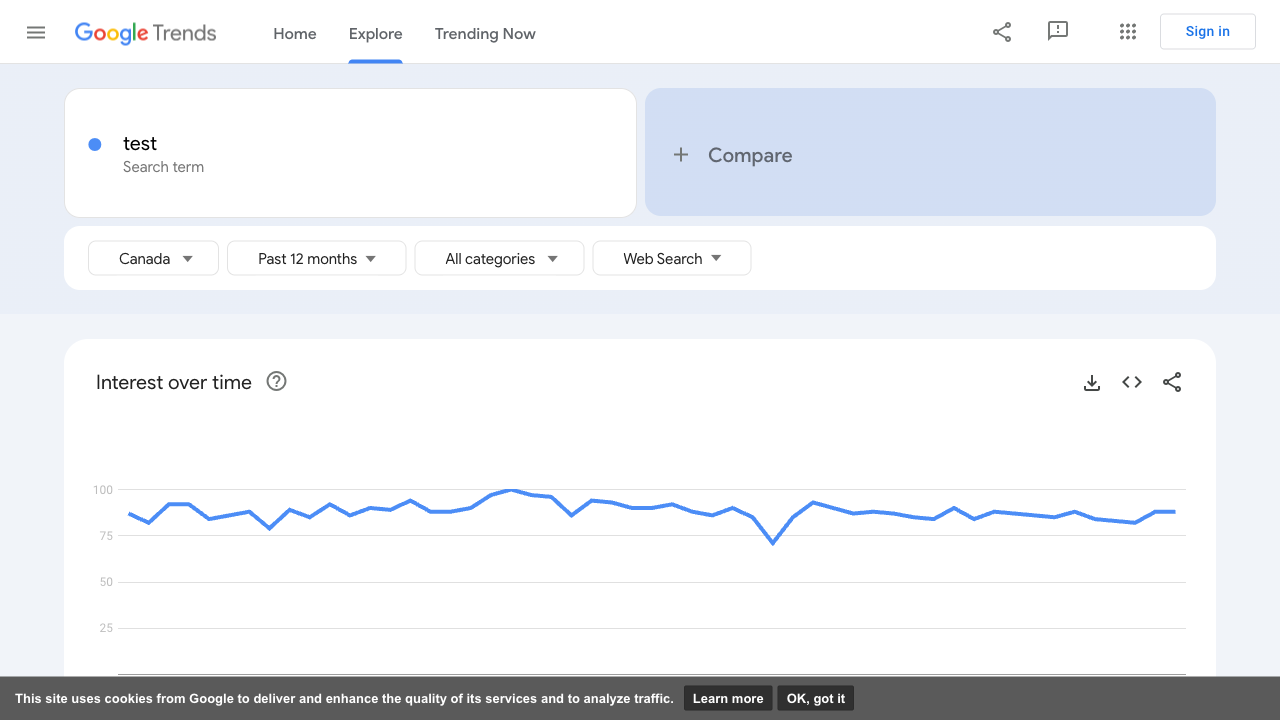 Google Trends
Home Explore Trending Now
Sign in
test
Search term
Compare
Canada Past 12 months All categories Web Search
Interest over time
100
75
50
25
This site uses cookies from Google to deliver and enhance the quality of its services and to analyze traffic. Learn more OK, got it